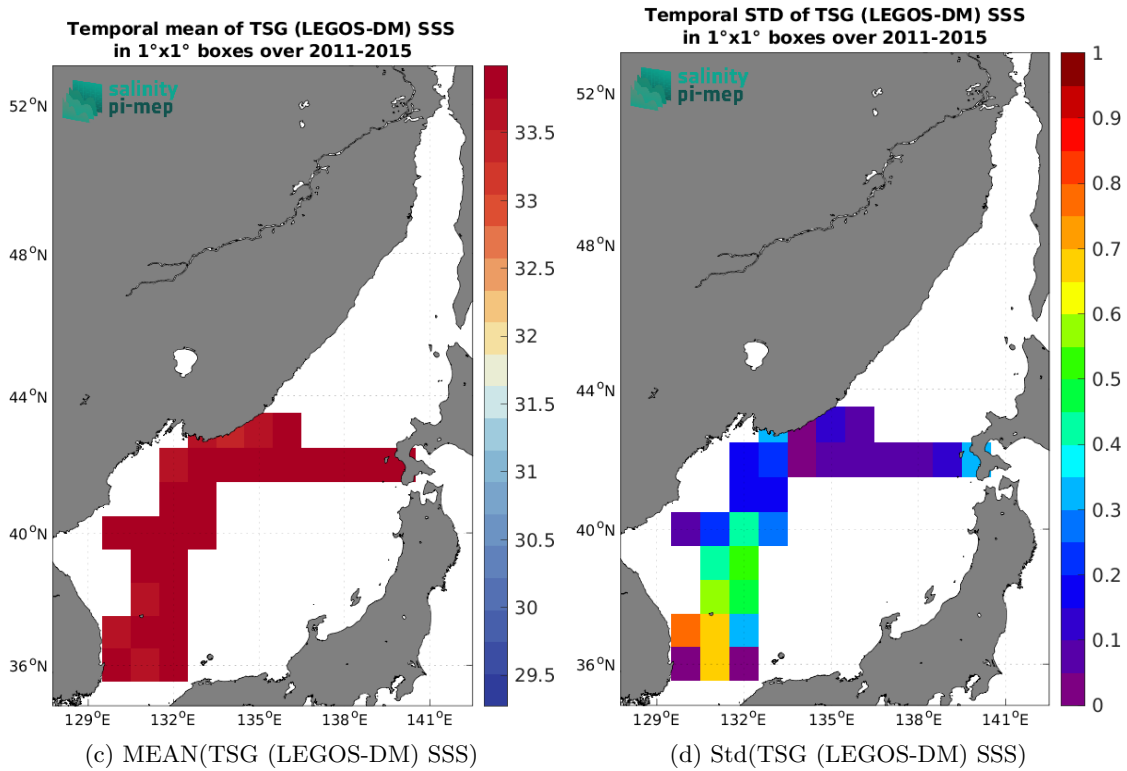 Temporal mean of TSG (LEGOS-DM) SSS
in 1°x1° boxes over 2011-2015
salinity
pi-mep
52°N
48°N
44°N
40°N
36°N
129°E
132°E
135°E
138°E
141°E
33.5
33
32.5
32
31.5
31
30.5
30
29.5
(c) MEAN(TSG (LEGOS-DM) SSS)
Temporal STD of TSG (LEGOS-DM) SSS
in 1°x1° boxes over 2011-2015
salinity
pi-mep
52°N
48°N
44°N
40°N
36°N
129°E
132°E
135°E
138°E
141°E
1
0.9
0.8
0.7
0.6
0.5
0.4
0.3
0.2
0.1
0
(d) Std(TSG (LEGOS-DM) SSS)